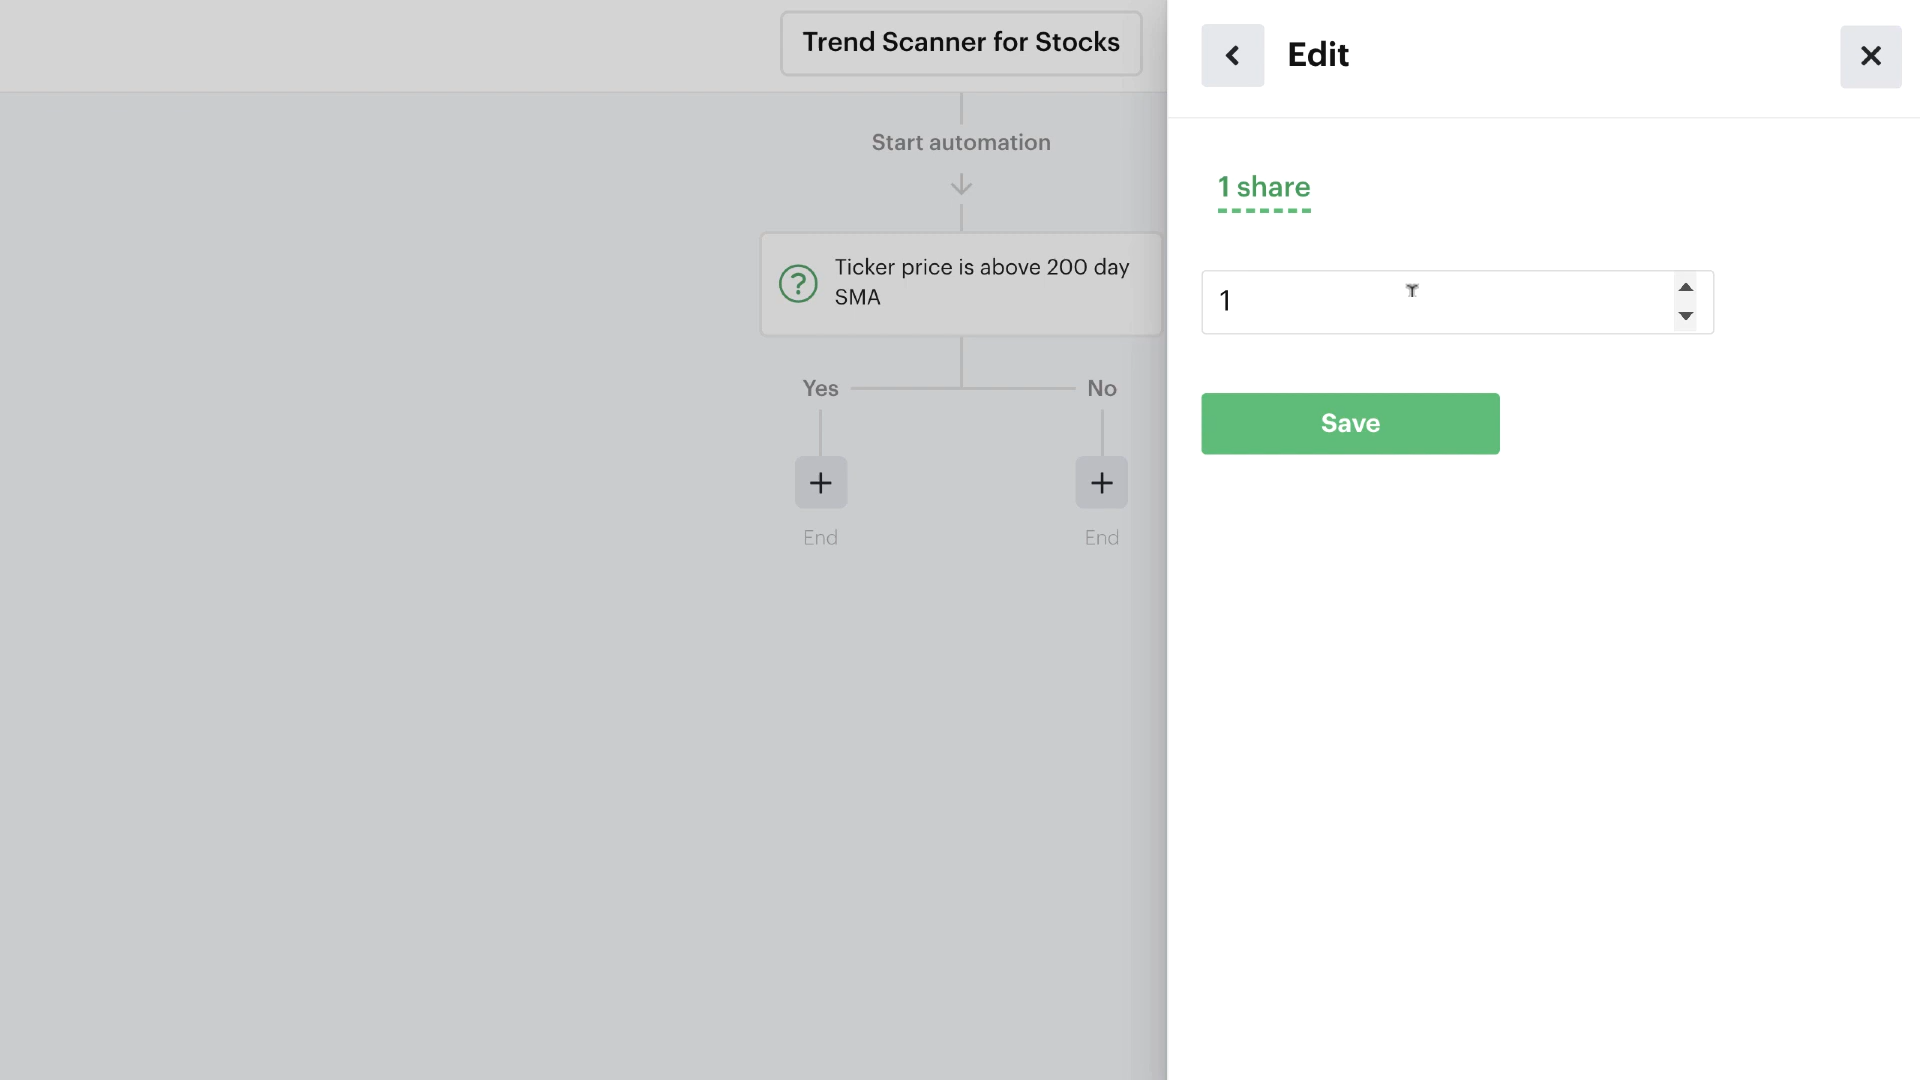 Trend Scanner for Stocks
Start automation
Ticker price is above 200 day
SMA
Yes
No
End
End
Edit
1 share
1
Save